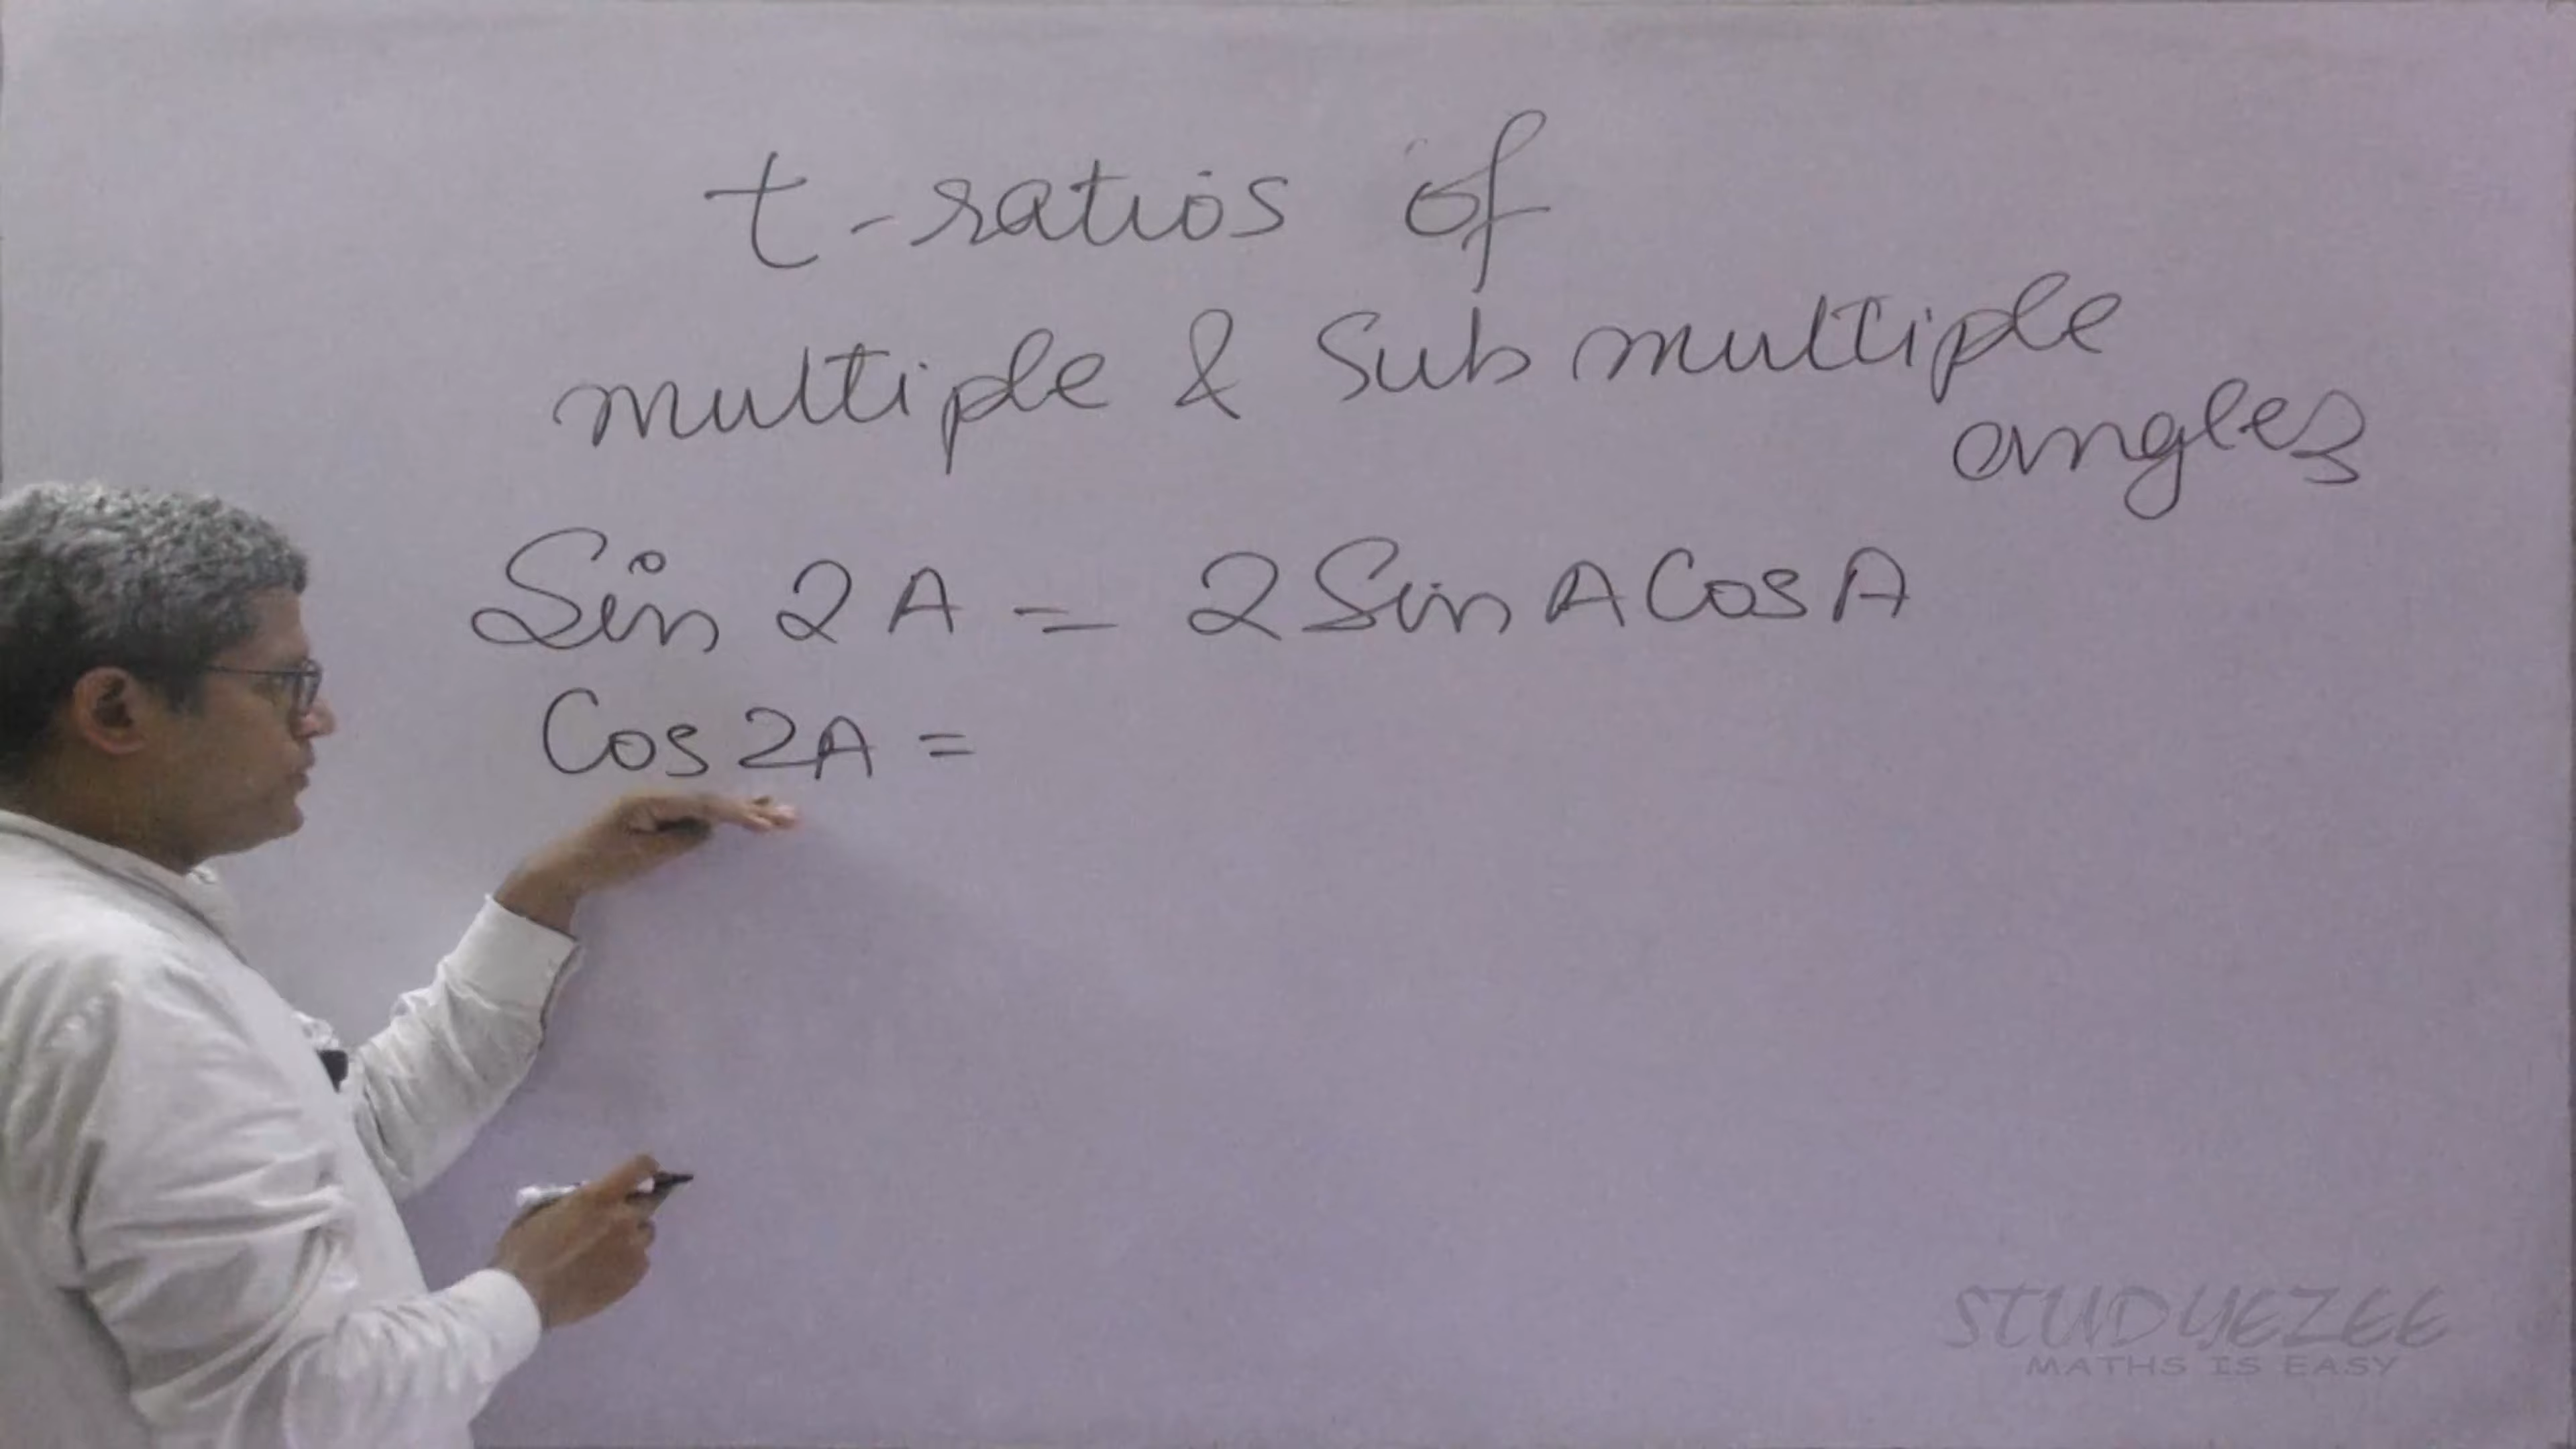 t-ratios of
multiple & Sub multiple
angles
Sin 2A = 2 Sin A Cos A
Cos 2A =
STUDYEZEE
MATHS IS EASY